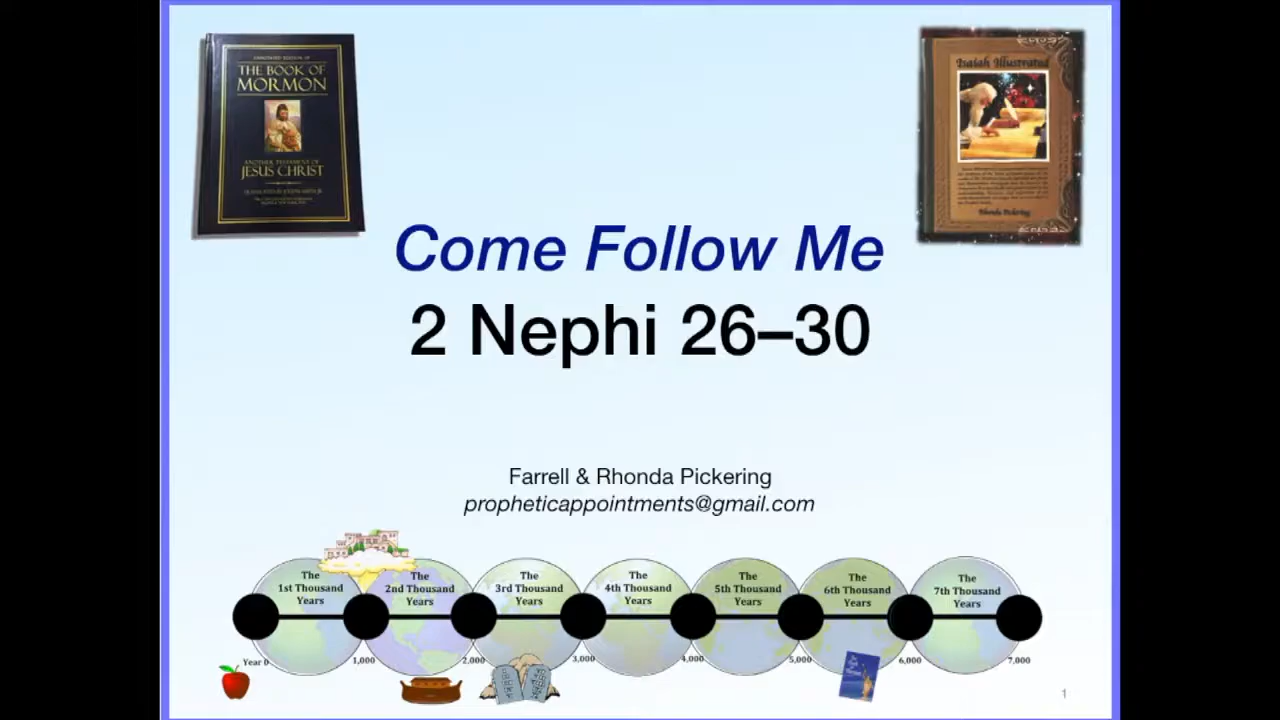 ANNOTATED EDITION OF
THE BOOK OF
MORMON
ANOTHER TESTAMENT OF
JESUS CHRIST
Isaiah Illustrated
Rhonda Pickering
Come Follow Me
2 Nephi 26–30
Farrell & Rhonda Pickering
propheticappointments@gmail.com
The
1st Thousand
Years
The
2nd Thousand
Years
The
3rd Thousand
Years
The
4th Thousand
Years
The
5th Thousand
Years
The
6th Thousand
Years
The
7th Thousand
Years
Year 0
1,000
2,000
3,000
4,000
5,000
6,000
7,000
1